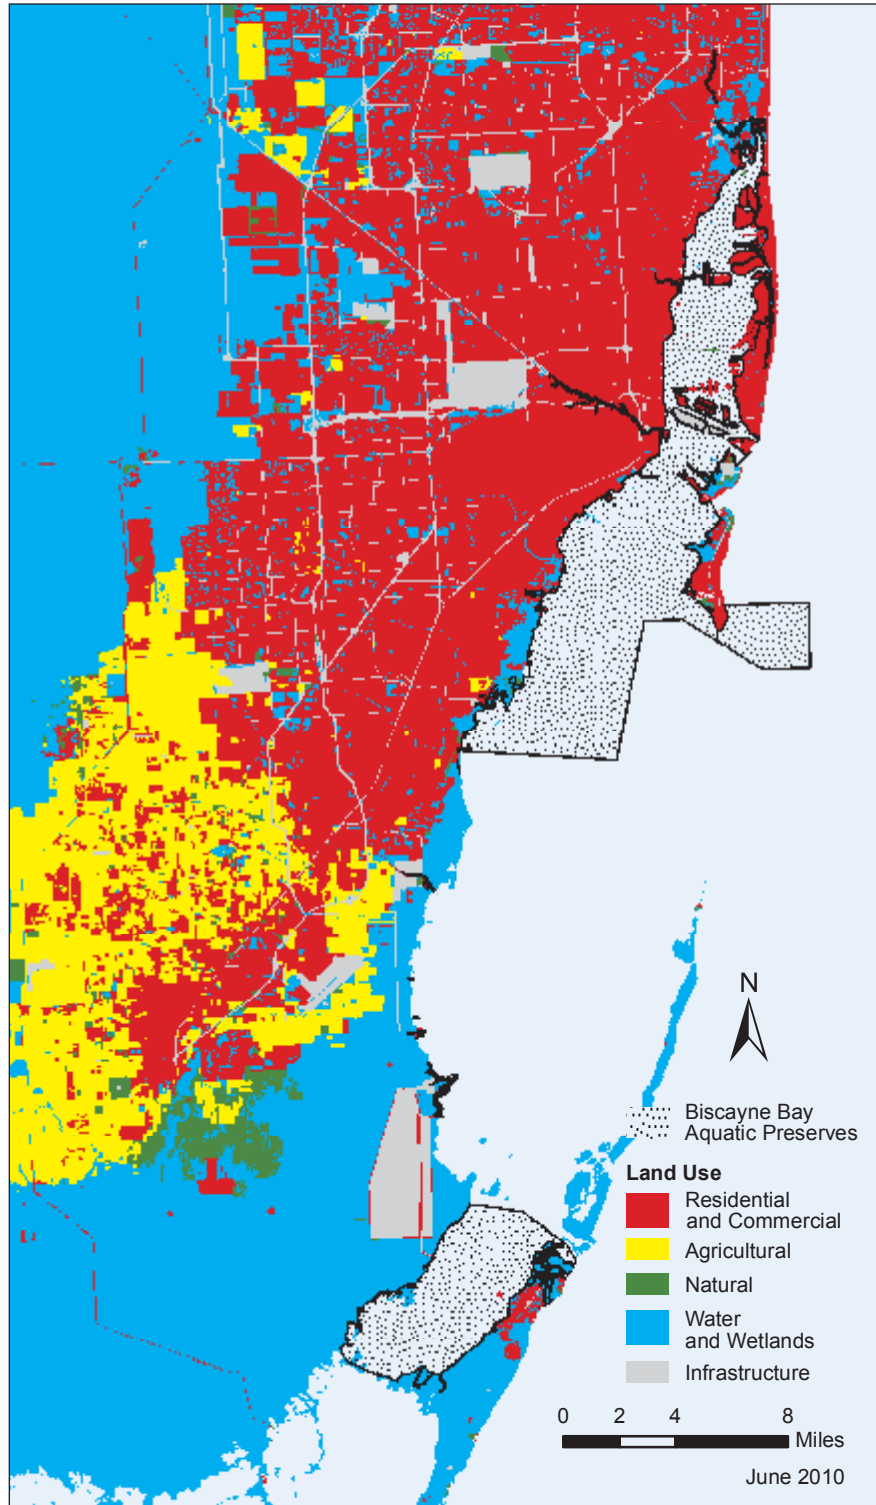 N
Biscayne Bay
Aquatic Preserves
Land Use
Residential
and Commercial
Agricultural
Natural
Water
and Wetlands
Infrastructure
0 2 4 8
Miles
June 2010